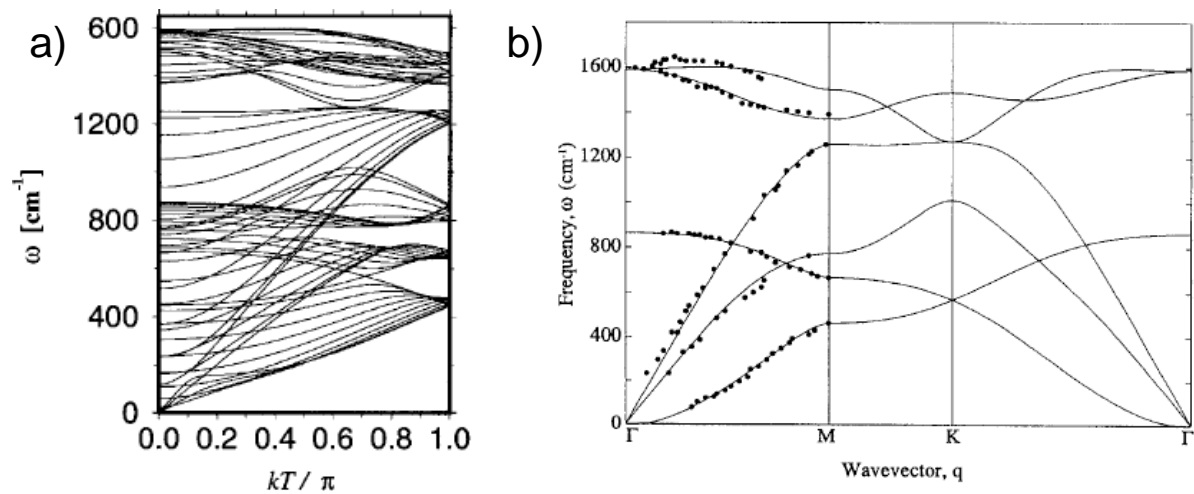 a)
600
1200
800
400
0
ω [cm-1]
0.0 0.2 0.4 0.6 0.8 1.0
kT / π
b)
1600
1200
800
400
0
Frequency, ω (cm-1)
Γ M K Γ
Wavevector, q